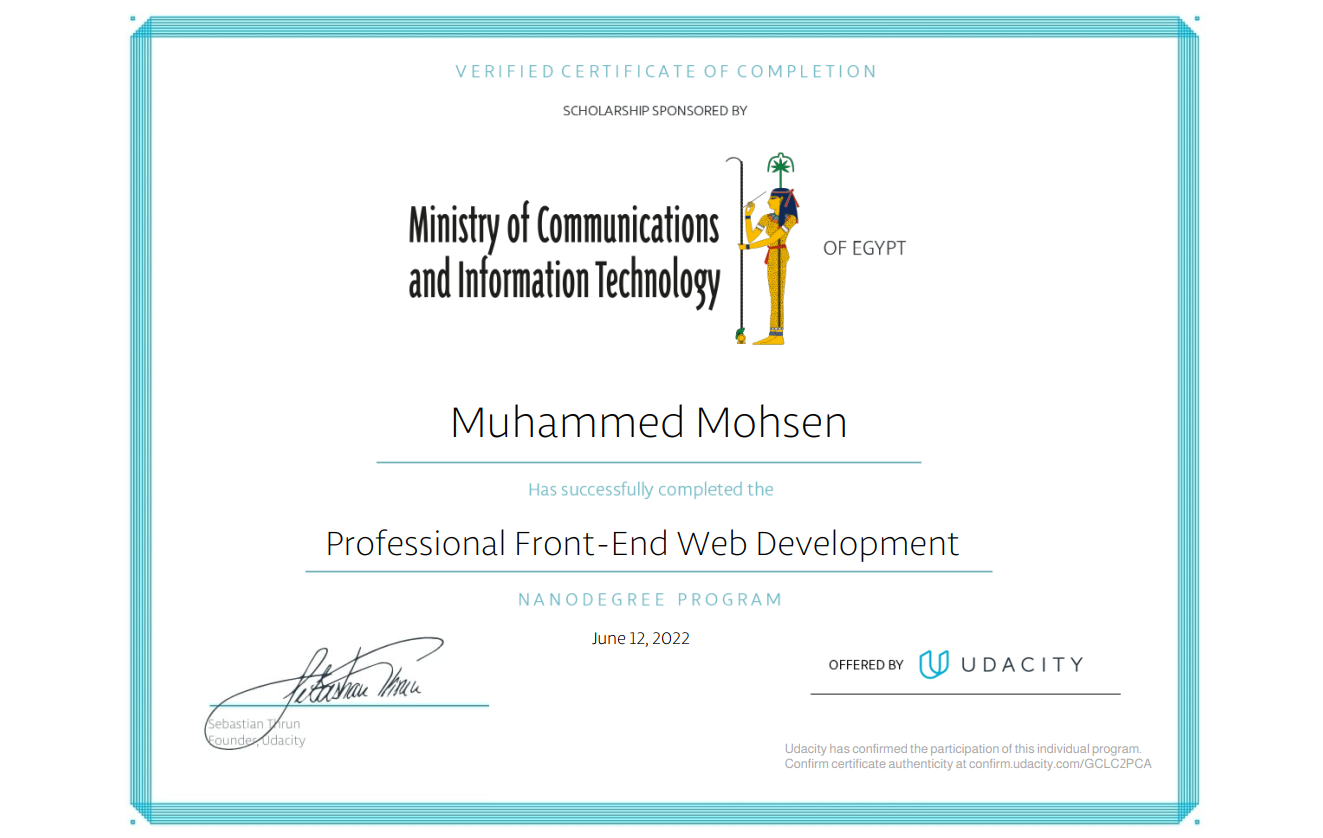 VERIFIED CERTIFICATE OF COMPLETION
SCHOLARSHIP SPONSORED BY
Ministry of Communications
and Information Technology
OF EGYPT
Muhammed Mohsen
Has successfully completed the
Professional Front-End Web Development
NANODEGREE PROGRAM
June 12, 2022
Sebastian Thrun
Sebastian Thrun
Founder, Udacity
OFFERED BY UDACITY
Udacity has confirmed the participation of this individual program.
Confirm certificate authenticity at confirm.udacity.com/GCLC2PCA